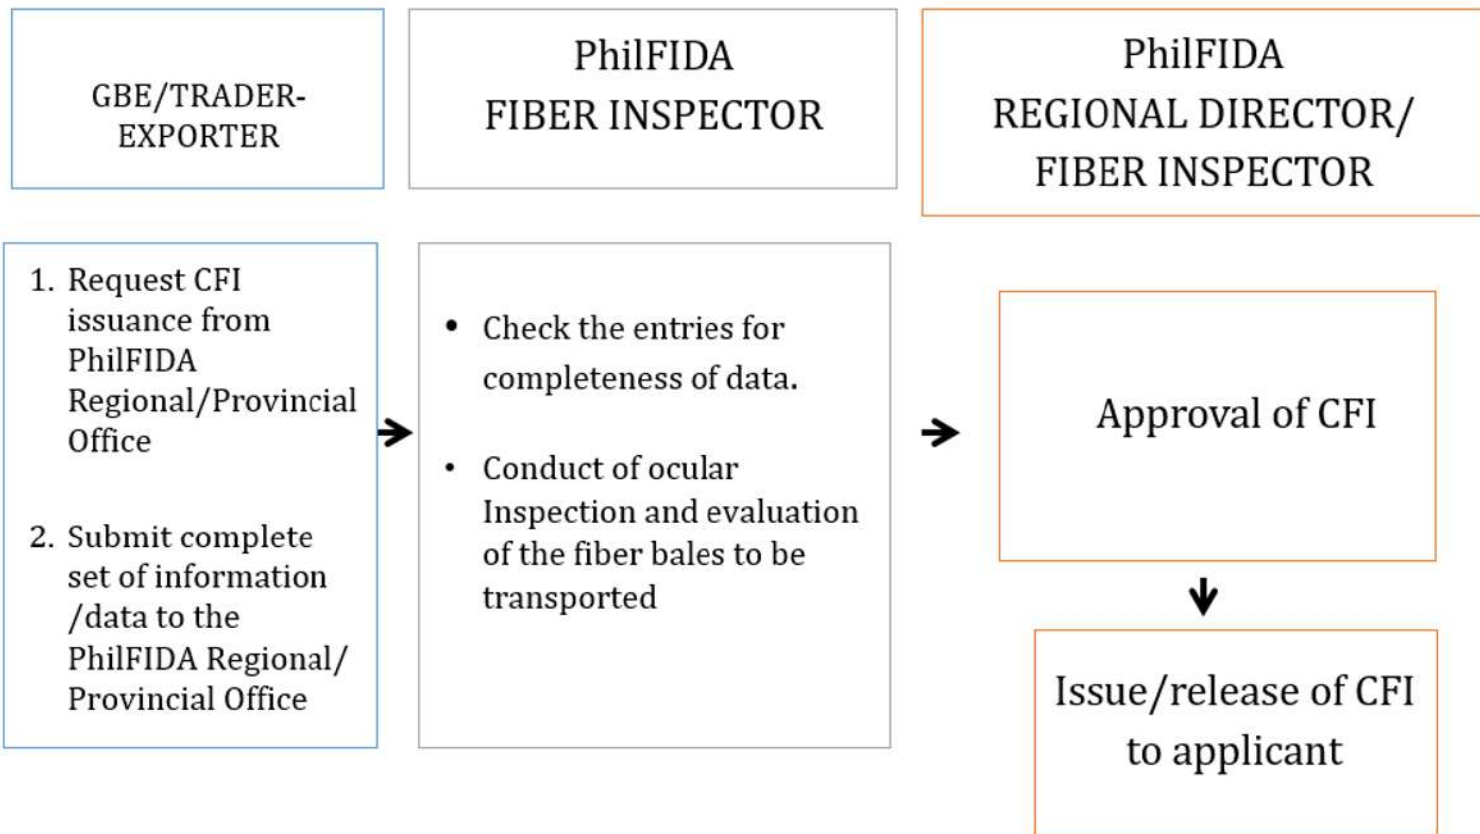 GBE/TRADER-
EXPORTER
PhilFIDA
FIBER INSPECTOR
PhilFIDA
REGIONAL DIRECTOR/
FIBER INSPECTOR
1. Request CFI
issuance from
PhilFIDA
Regional/Provincial
Office
2. Submit complete
set of information
/data to the
PhilFIDA Regional/
Provincial Office
• Check the entries for
completeness of data.
• Conduct of ocular
Inspection and evaluation
of the fiber bales to be
transported
Approval of CFI
Issue/release of CFI
to applicant